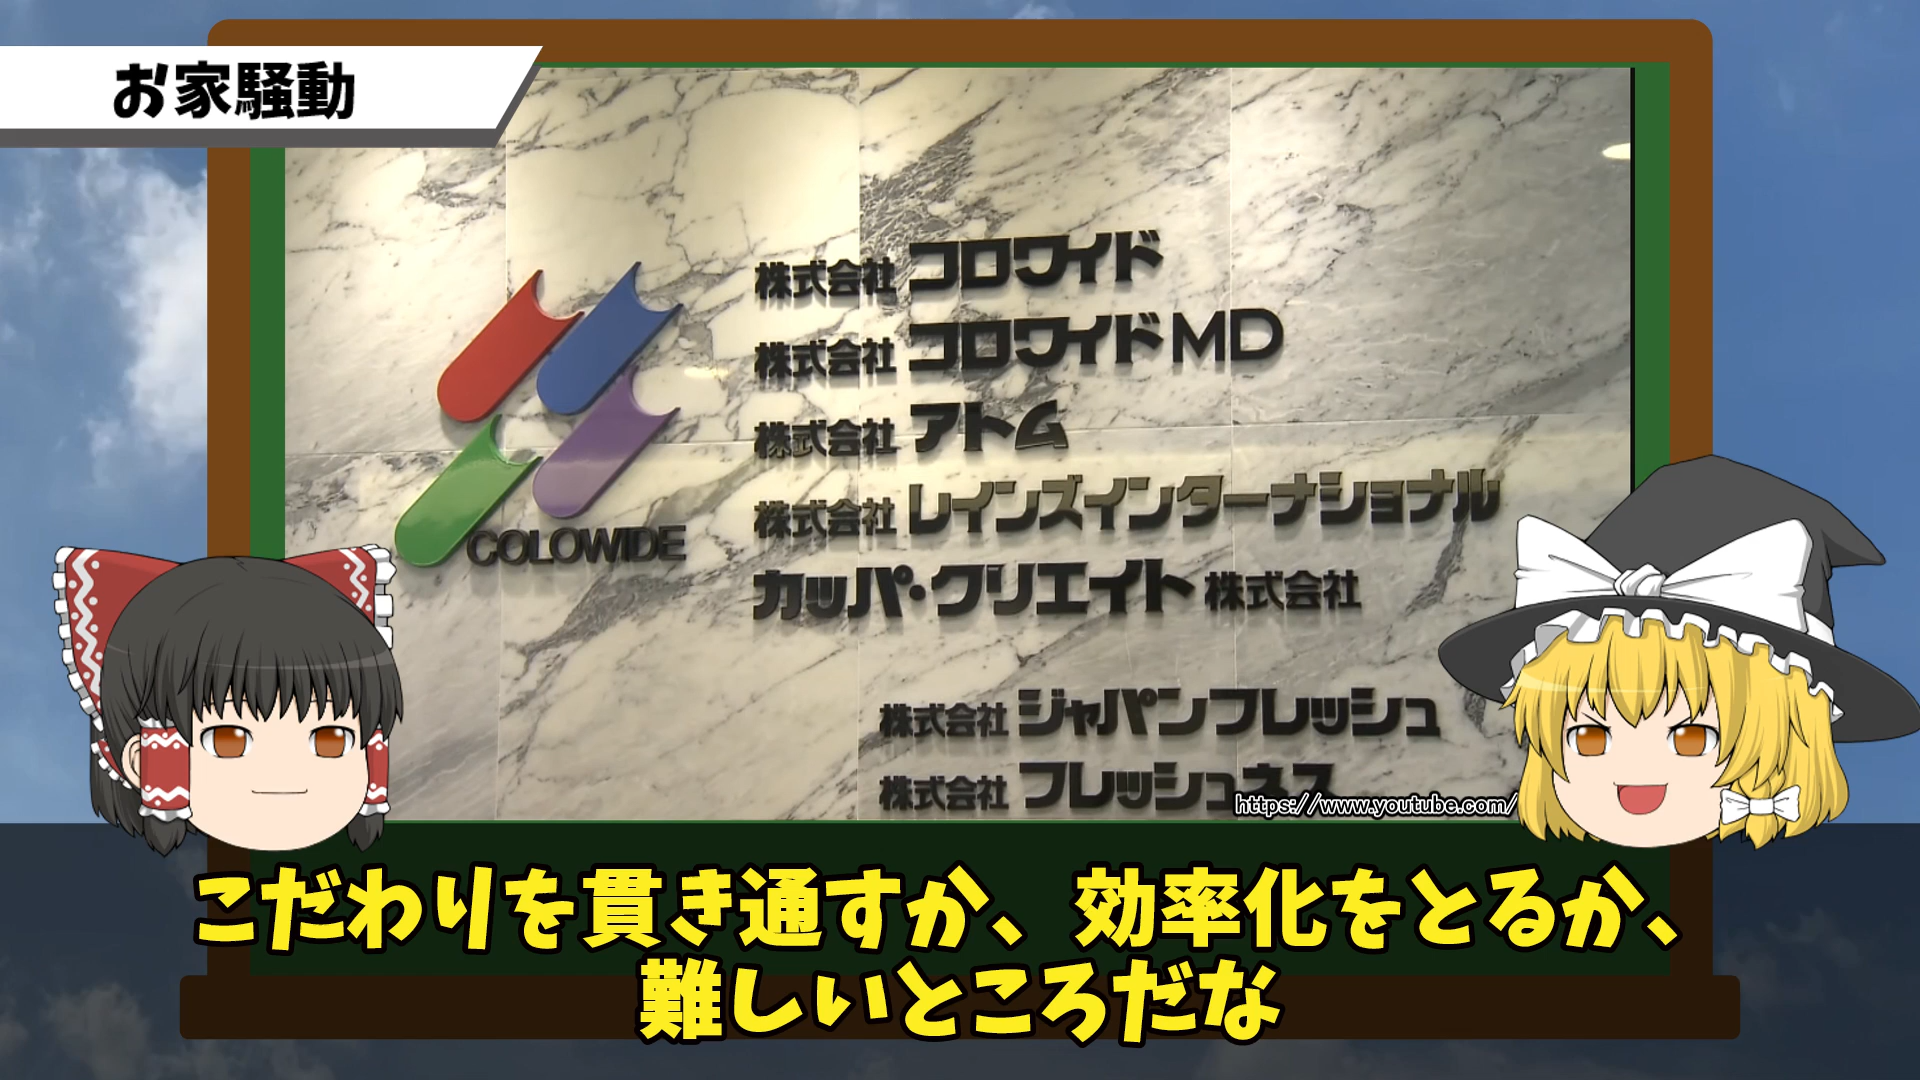 お家騒動
株式会社 コロワイド
株式会社 コロワイドMD
株式会社 アトム
株式会社 レインズインターナショナル
COLOWIDE
カッパ・クリエイト 株式会社
株式会社 ジャパンフレッシュ
株式会社 フレッシュネス
https://www.youtube.com/
こだわりを貫き通すか、効率化をとるか、
難しいところだな